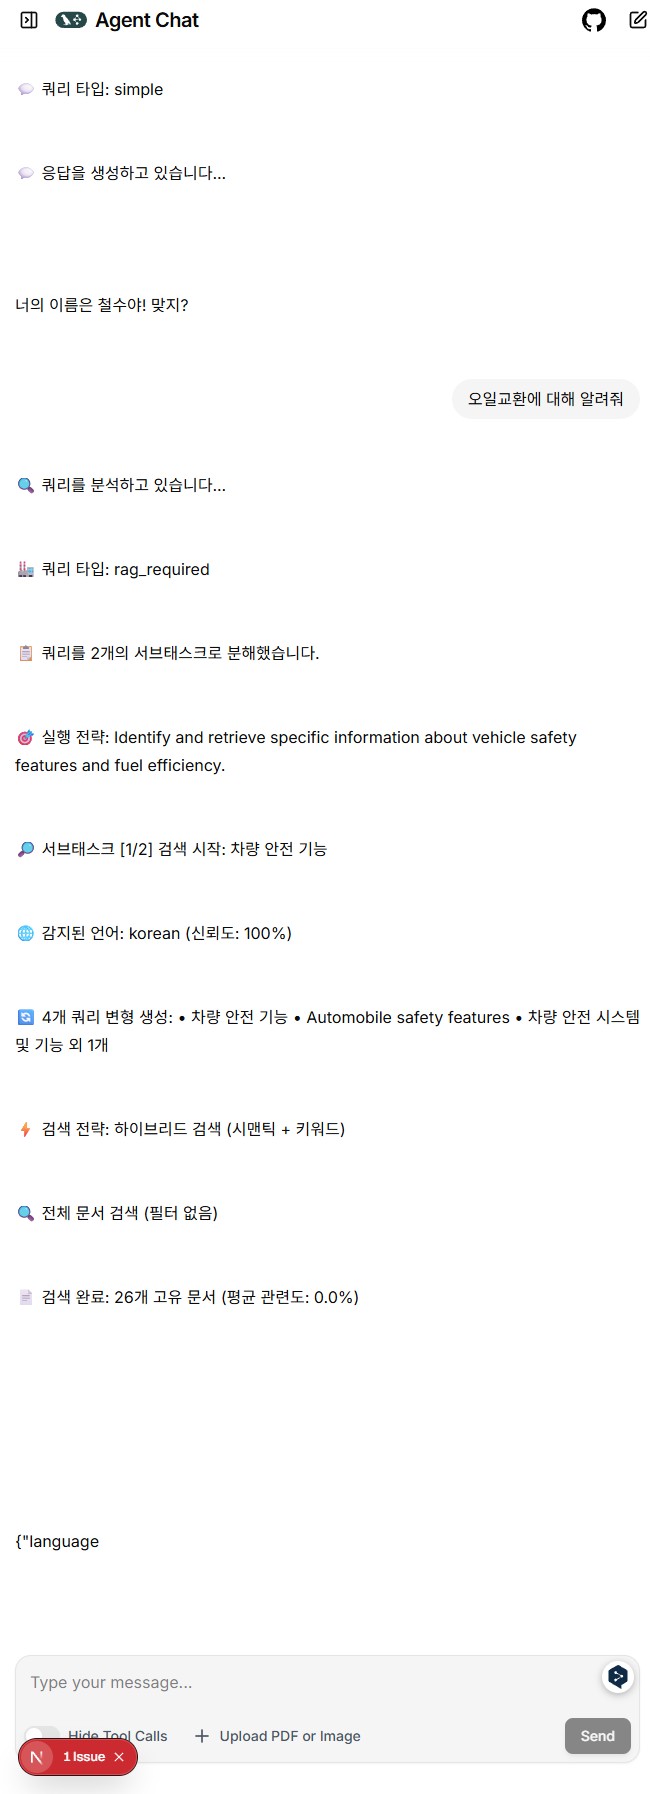 Agent Chat
쿼리 타입: simple
응답을 생성하고 있습니다...
너의 이름은 철수야! 맞지?
오일교환에 대해 알려줘
쿼리를 분석하고 있습니다...
쿼리 타입: rag_required
쿼리를 2개의 서브태스크로 분해했습니다.
실행 전략: Identify and retrieve specific information about vehicle safety
features and fuel efficiency.
서브태스크 [1/2] 검색 시작: 차량 안전 기능
감지된 언어: korean (신뢰도: 100%)
4개 쿼리 변형 생성: • 차량 안전 기능 • Automobile safety features • 차량 안전 시스템
및 기능 외 1개
검색 전략: 하이브리드 검색 (시맨틱 + 키워드)
전체 문서 검색 (필터 없음)
검색 완료: 26개 고유 문서 (평균 관련도: 0.0%)
{"language
Type your message...
Hide Tool Calls
Upload PDF or Image
Send
N
1 Issue